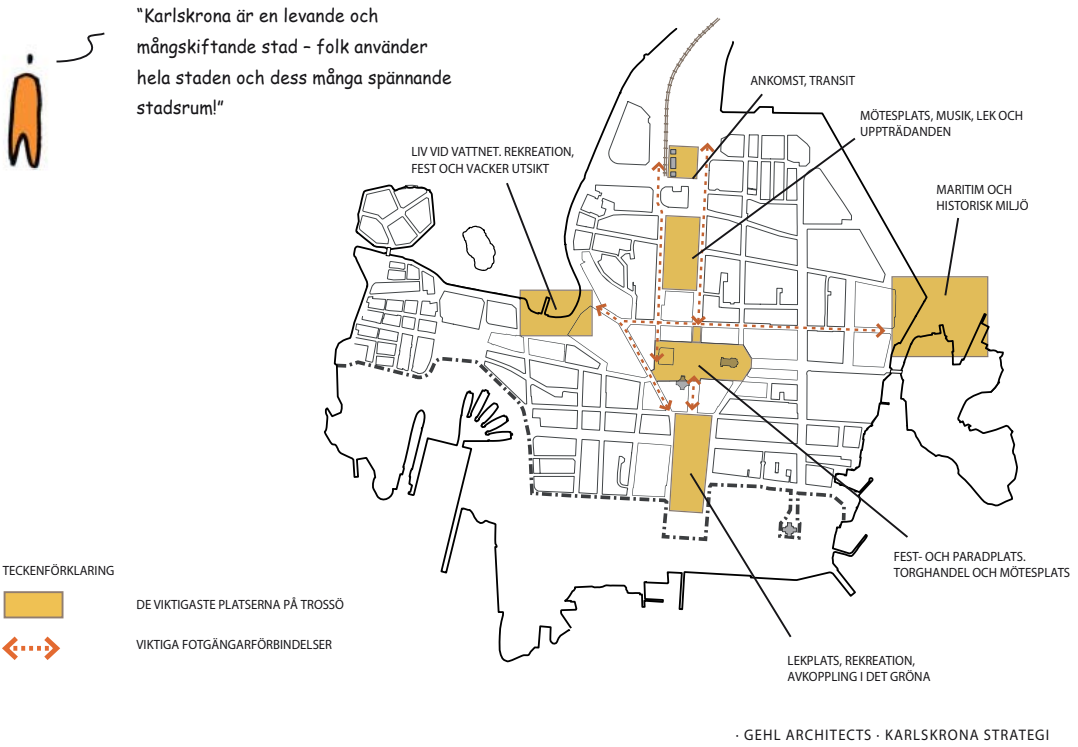 "Karlskrona är en levande och
mångskiftande stad – folk använder
hela staden och dess många spännande
stadsrum!"
ANKOMST, TRANSIT
MÖTESPLATS, MUSIK, LEK OCH
UPPTRÄDANDEN
LIV VID VATTNET. REKREATION,
FEST OCH VACKER UTSIKT
MARITIM OCH
HISTORISK MILJÖ
FEST- OCH PARADPLATS.
TORGHANDEL OCH MÖTESPLATS
TECKENFÖRKLARING
DE VIKTIGASTE PLATSERNA PÅ TROSSÖ
VIKTIGA FOTGÄNGARFÖRBINDELSER
LEKPLATS, REKREATION,
AVKOPPLING I DET GRÖNA
· GEHL ARCHITECTS · KARLSKRONA STRATEGI